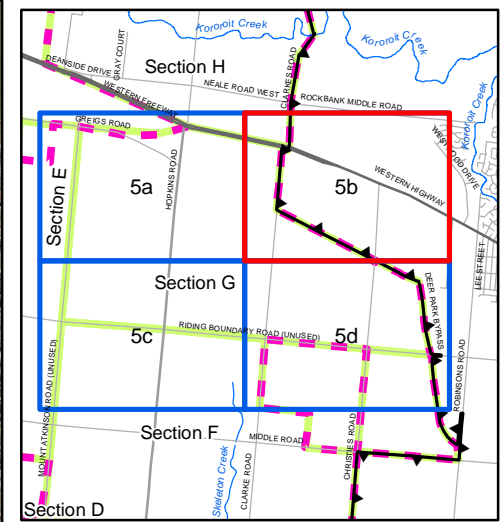 Kororoit Creek
Kororoit Creek
GRAY COURT
DEANSIDE DRIVE
Section H
CLARKES ROAD
NEALE ROAD WEST
ROCKBANK MIDDLE ROAD
WESTERN FREEWAY
Kororoit Creek
GREIGS ROAD
WESTWOOD DRIVE
Section E
5a
HOPKINS ROAD
5b
WESTERN HIGHWAY
LEE STREET
Section G
DEER PARK BYPASS
RIDING BOUNDARY ROAD (UNUSED)
5c
5d
ROBINSONS ROAD
MOUNT ATKINSON ROAD (UNUSED)
Section F
MIDDLE ROAD
Skeleton Creek
CLARKE ROAD
CHRISTIES ROAD
Section D